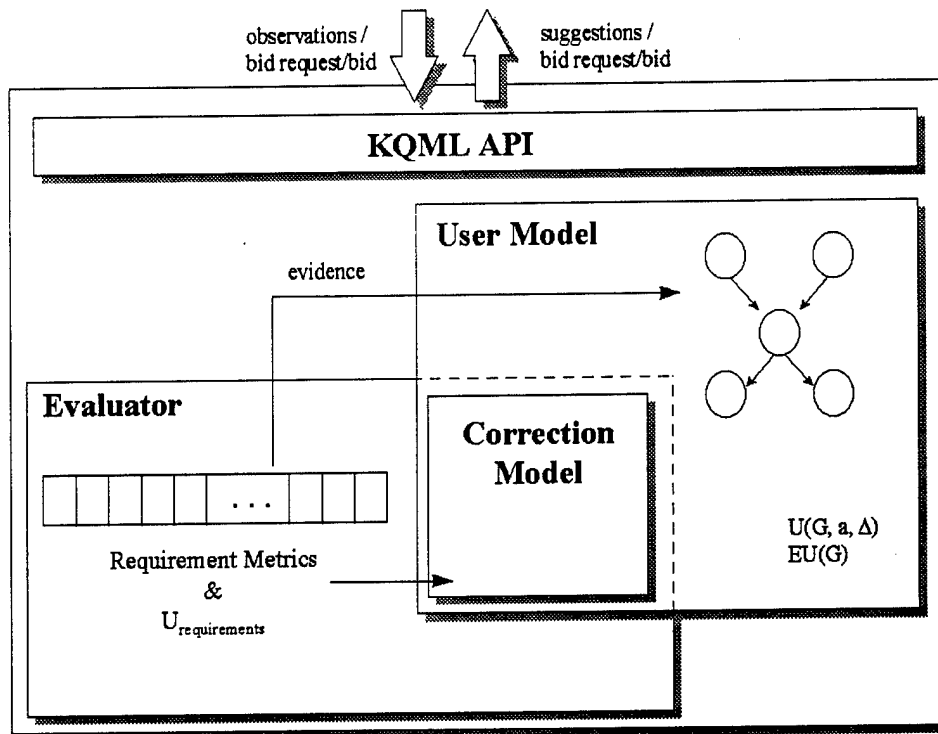 observations /
bid request/bid
suggestions /
bid request/bid
KQML API
User Model
evidence
Evaluator
Correction
Model
. . .
U(G, a, Δ)
EU(G)
Requirement Metrics
&
U_requirements